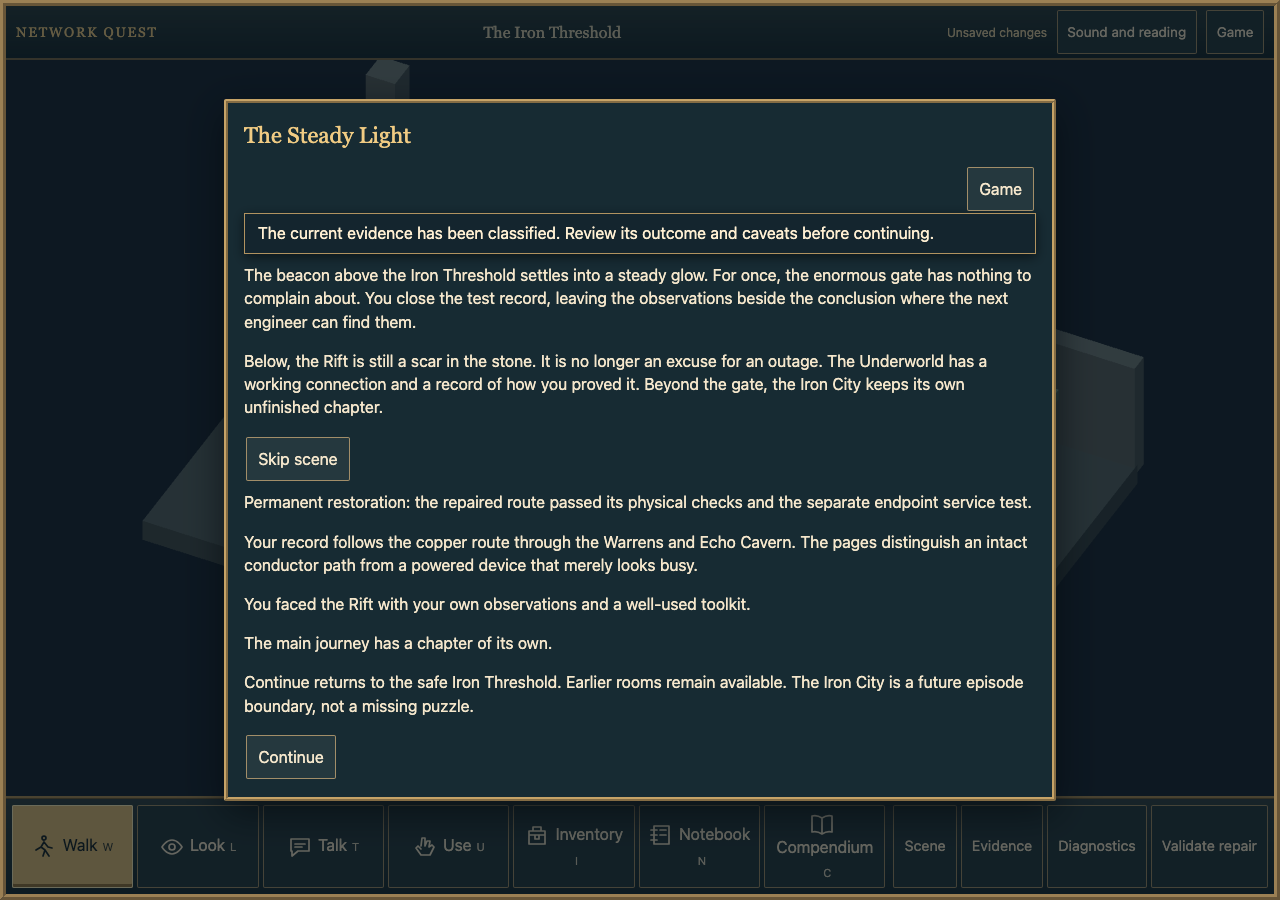 NETWORK QUEST
The Iron Threshold
Unsaved changes
Sound and reading
Game
The Steady Light
Game
The current evidence has been classified. Review its outcome and caveats before continuing.
The beacon above the Iron Threshold settles into a steady glow. For once, the enormous gate has nothing to
complain about. You close the test record, leaving the observations beside the conclusion where the next
engineer can find them.
Below, the Rift is still a scar in the stone. It is no longer an excuse for an outage. The Underworld has a
working connection and a record of how you proved it. Beyond the gate, the Iron City keeps its own
unfinished chapter.
Skip scene
Permanent restoration: the repaired route passed its physical checks and the separate endpoint service test.
Your record follows the copper route through the Warrens and Echo Cavern. The pages distinguish an intact
conductor path from a powered device that merely looks busy.
You faced the Rift with your own observations and a well-used toolkit.
The main journey has a chapter of its own.
Continue returns to the safe Iron Threshold. Earlier rooms remain available. The Iron City is a future episode
boundary, not a missing puzzle.
Continue
Walk W
Look L
Talk T
Use U
Inventory
I
Notebook
N
Compendium
C
Scene
Evidence
Diagnostics
Validate repair